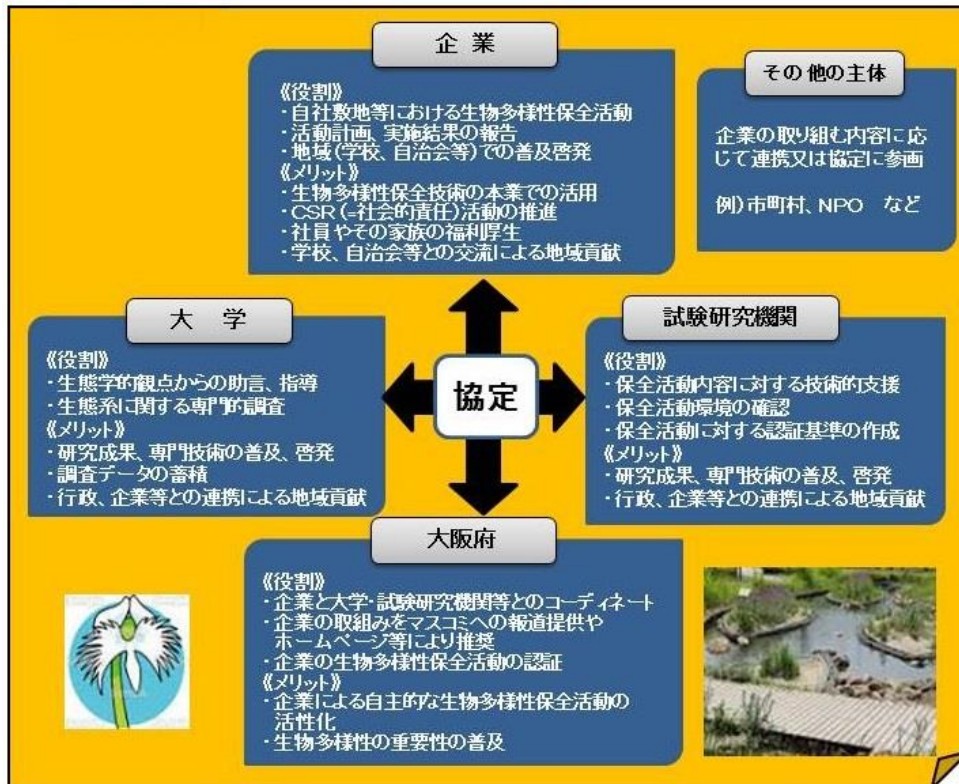 企業
《役割》
・自社敷地等における生物多様性保全活動
・活動計画、実施結果の報告
・地域(学校、自治会等)での普及啓発
《メリット》
・生物多様性保全技術の本業での活用
・CSR(=社会的責任)活動の推進
・社員やその家族の福利厚生
・学校、自治会等との交流による地域貢献
その他の主体
企業の取り組む内容に応
じて連携又は協定に参画
例)市町村、NPO など
大学
《役割》
・生態学的観点からの助言、指導
・生態系に関する専門的調査
《メリット》
・研究成果、専門技術の普及、啓発
・調査データの蓄積
・行政、企業等との連携による地域貢献
協定
試験研究機関
《役割》
・保全活動内容に対する技術的支援
・保全活動環境の確認
・保全活動に対する認証基準の作成
《メリット》
・研究成果、専門技術の普及、啓発
・行政、企業等との連携による地域貢献
大阪府
《役割》
・企業と大学・試験研究機関等とのコーディネート
・企業の取組みをマスコミへの報道提供や
ホームページ等により推奨
・企業の生物多様性保全活動の認証
《メリット》
・企業による自主的な生物多様性保全活動の
活性化
・生物多様性の重要性の普及